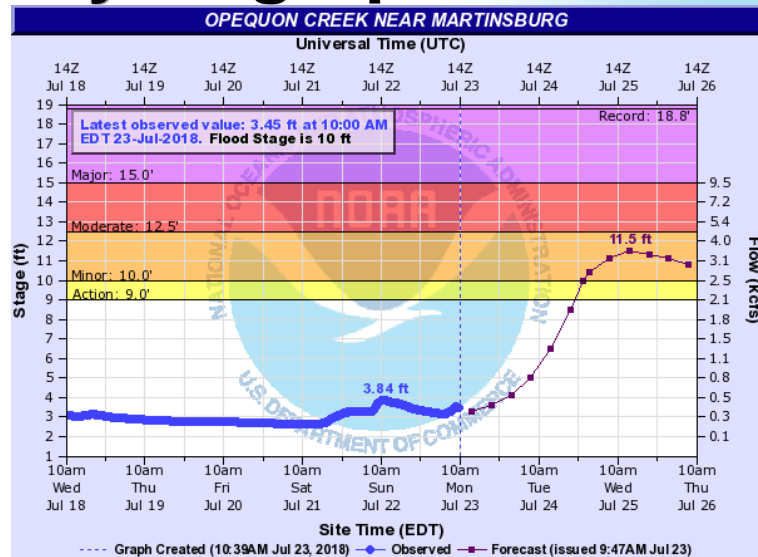 OPEQUON CREEK NEAR MARTINSBURG
Universal Time (UTC)
14Z 14Z 14Z 14Z 14Z 14Z 14Z 14Z 14Z
Jul 18 Jul 19 Jul 20 Jul 21 Jul 22 Jul 23 Jul 24 Jul 25 Jul 26
Latest observed value: 3.45 ft at 10:00 AM
EDT 23-Jul-2018. Flood Stage is 10 ft
Record: 18.8'
Major: 15.0'
Moderate: 12.5'
Minor: 10.0'
Action: 9.0'
11.5 ft
3.84 ft
NOAA
NATIONAL OCEANIC AND ATMOSPHERIC ADMINISTRATION
U.S. DEPARTMENT OF COMMERCE
Stage (ft)
19
18
17
16
15
14
13
12
11
10
9
8
7
6
5
4
3
2
1
Flow (kcfs)
9.5
7.2
5.4
4.0
3.1
2.5
2.1
1.8
1.5
1.1
0.8
0.5
0.3
0.1
10am 10am 10am 10am 10am 10am 10am 10am 10am
Wed Thu Fri Sat Sun Mon Tue Wed Thu
Jul 18 Jul 19 Jul 20 Jul 21 Jul 22 Jul 23 Jul 24 Jul 25 Jul 26
Site Time (EDT)
Graph Created (10:39AM Jul 23, 2018) Observed Forecast (issued 9:47AM Jul 23)